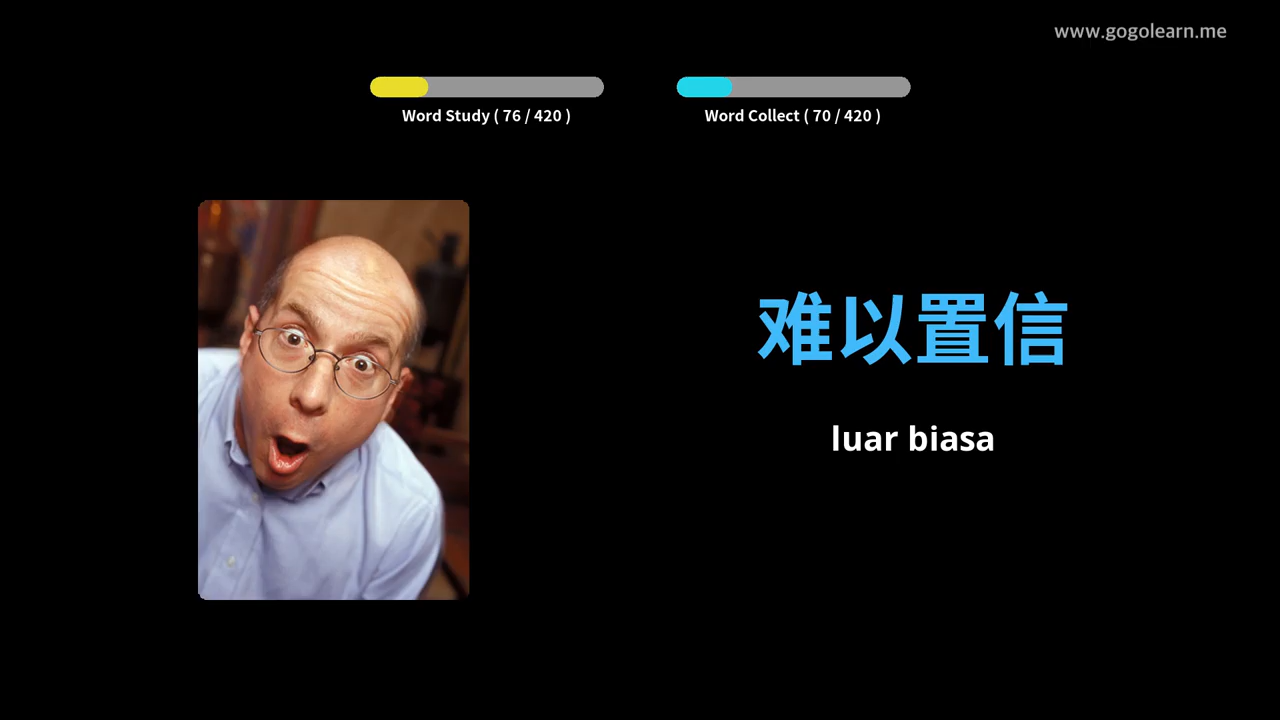 www.gogolearn.me
Word Study ( 76 / 420 )
Word Collect ( 70 / 420 )
难以置信
luar biasa